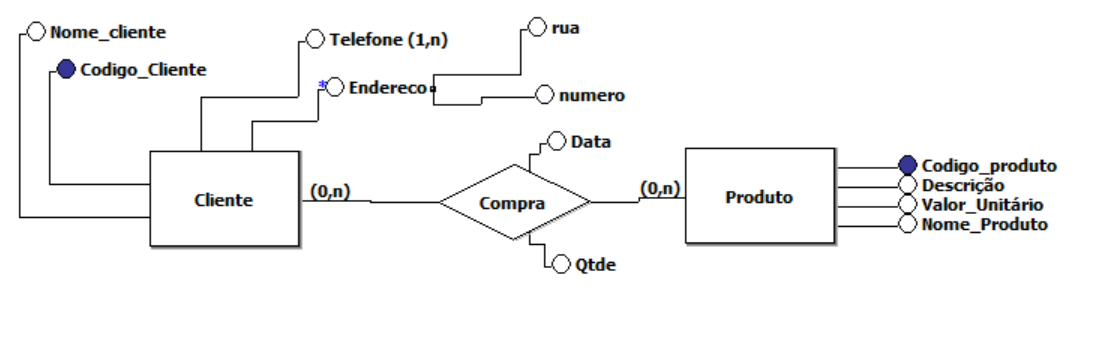 Nome_cliente
Codigo_Cliente
Telefone (1,n)
* Endereco
rua
numero
Cliente
(0,n)
Data
Compra
Qtde
(0,n)
Produto
Codigo_produto
Descrição
Valor_Unitário
Nome_Produto